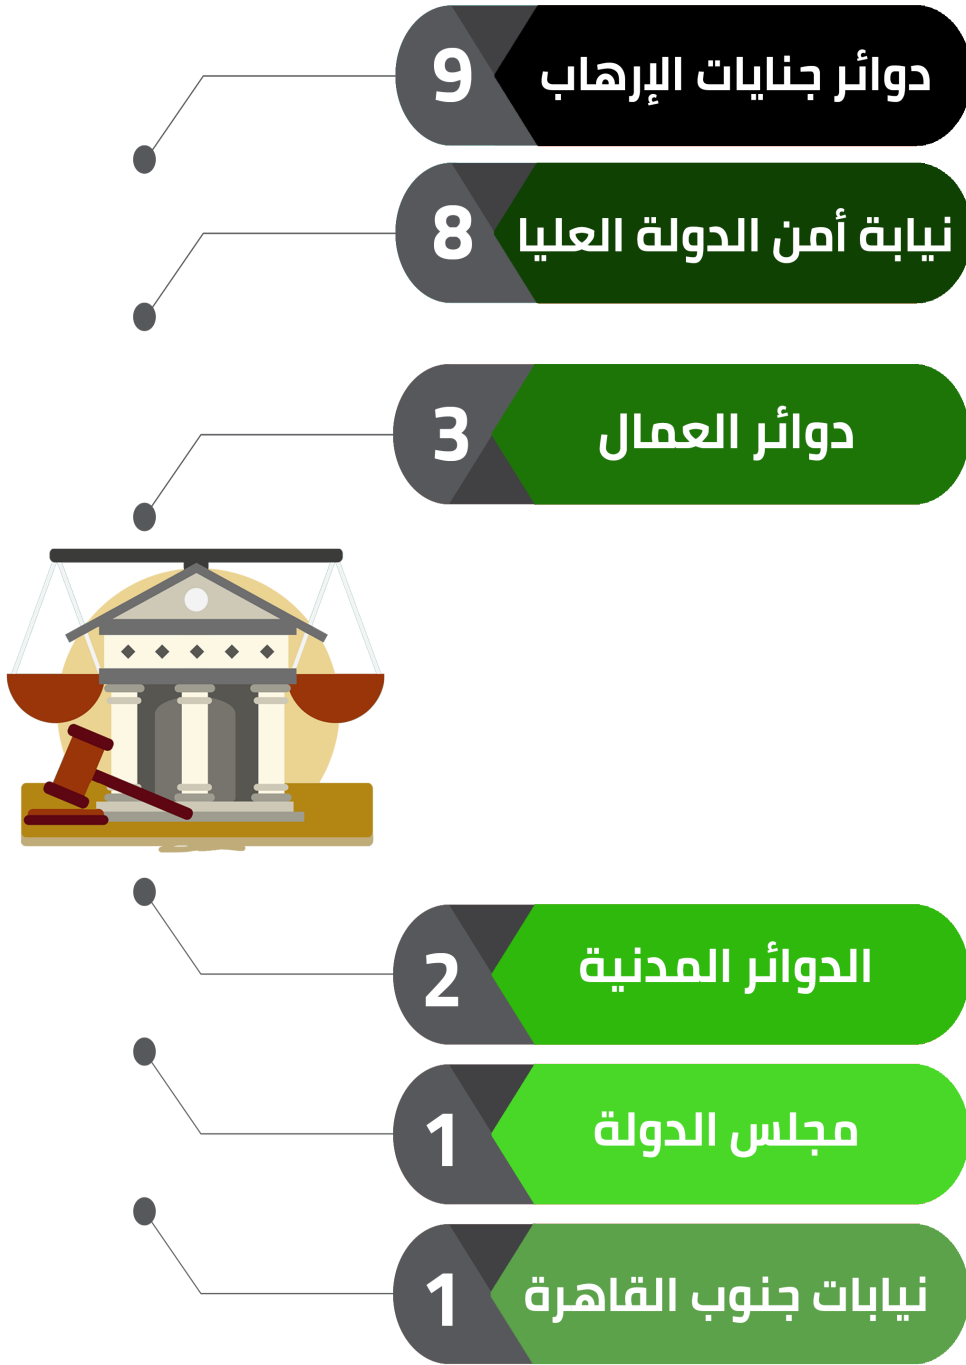 دوائر جنايات الإرهاب 9
نيابة أمن الدولة العليا 8
دوائر العمال 3
الدوائر المدنية 2
مجلس الدولة 1
نيابات جنوب القاهرة 1